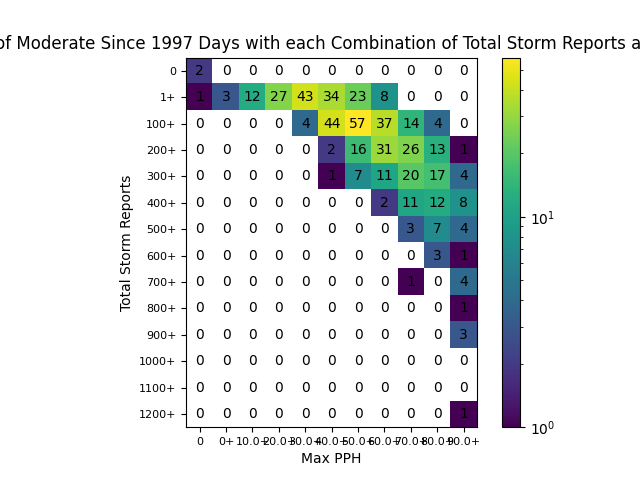 of Moderate Since 1997 Days with each Combination of Total Storm Reports a
0 2 0 0 0 0 0 0 0 0 0 0
1+ 1 3 12 27 43 34 23 8 0 0 0
100+ 0 0 0 0 4 44 57 37 14 4 0
200+ 0 0 0 0 0 2 16 31 26 13 1
300+ 0 0 0 0 0 1 7 11 20 17 4
400+ 0 0 0 0 0 0 0 2 11 12 8
500+ 0 0 0 0 0 0 0 0 3 7 4
600+ 0 0 0 0 0 0 0 0 0 3 1
700+ 0 0 0 0 0 0 0 0 1 0 4
800+ 0 0 0 0 0 0 0 0 0 0 1
900+ 0 0 0 0 0 0 0 0 0 0 3
1000+ 0 0 0 0 0 0 0 0 0 0 0
1100+ 0 0 0 0 0 0 0 0 0 0 0
1200+ 0 0 0 0 0 0 0 0 0 0 1
0 0+ 10.0+ 20.0+ 30.0+ 40.0+ 50.0+ 60.0+ 70.0+ 80.0+ 90.0+
Max PPH
Total Storm Reports
10¹
10⁰